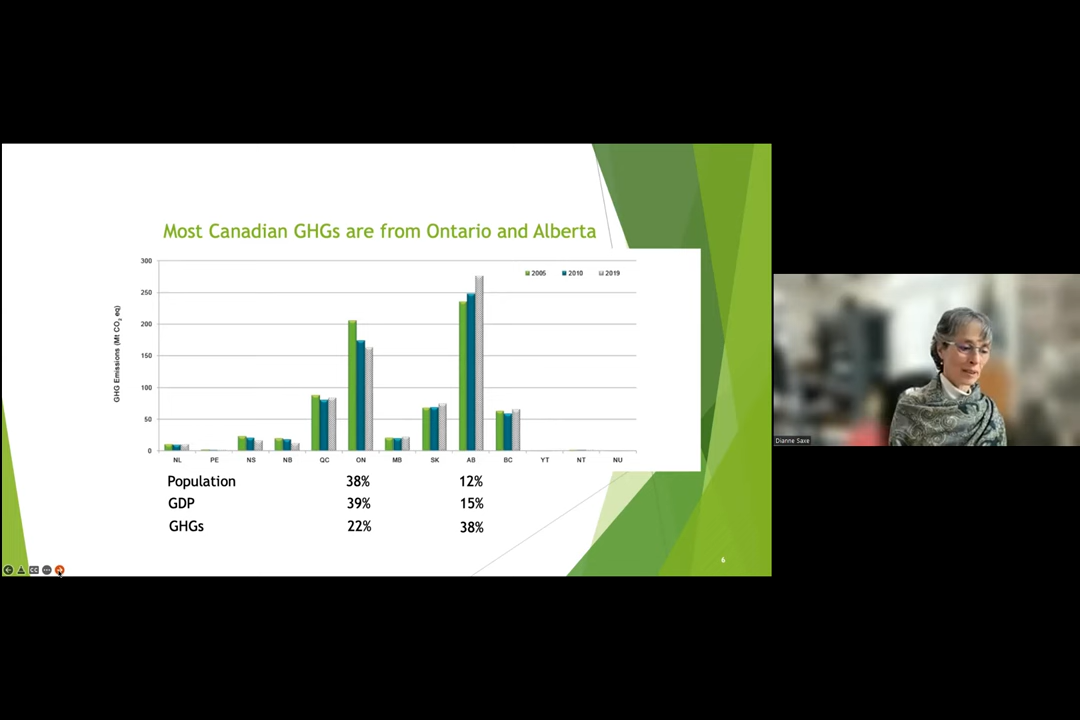 Most Canadian GHGs are from Ontario and Alberta
300
250
200
150
100
50
0
GHG Emissions (Mt CO₂ eq)
2005 2010 2019
NL PE NS NB QC ON MB SK AB BC YT NT NU
Population 38% 12%
GDP 39% 15%
GHGs 22% 38%
6
CC
Dianne Saxe